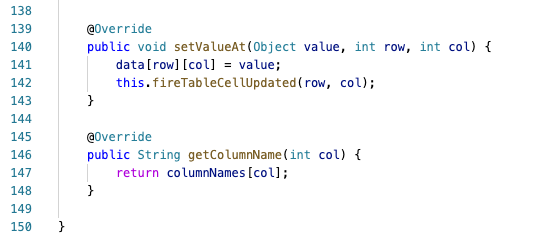 138
139 @Override
140 public void setValueAt(Object value, int row, int col) {
141 data[row][col] = value;
142 this.fireTableCellUpdated(row, col);
143 }
144
145 @Override
146 public String getColumnName(int col) {
147 return columnNames[col];
148 }
149
150 }